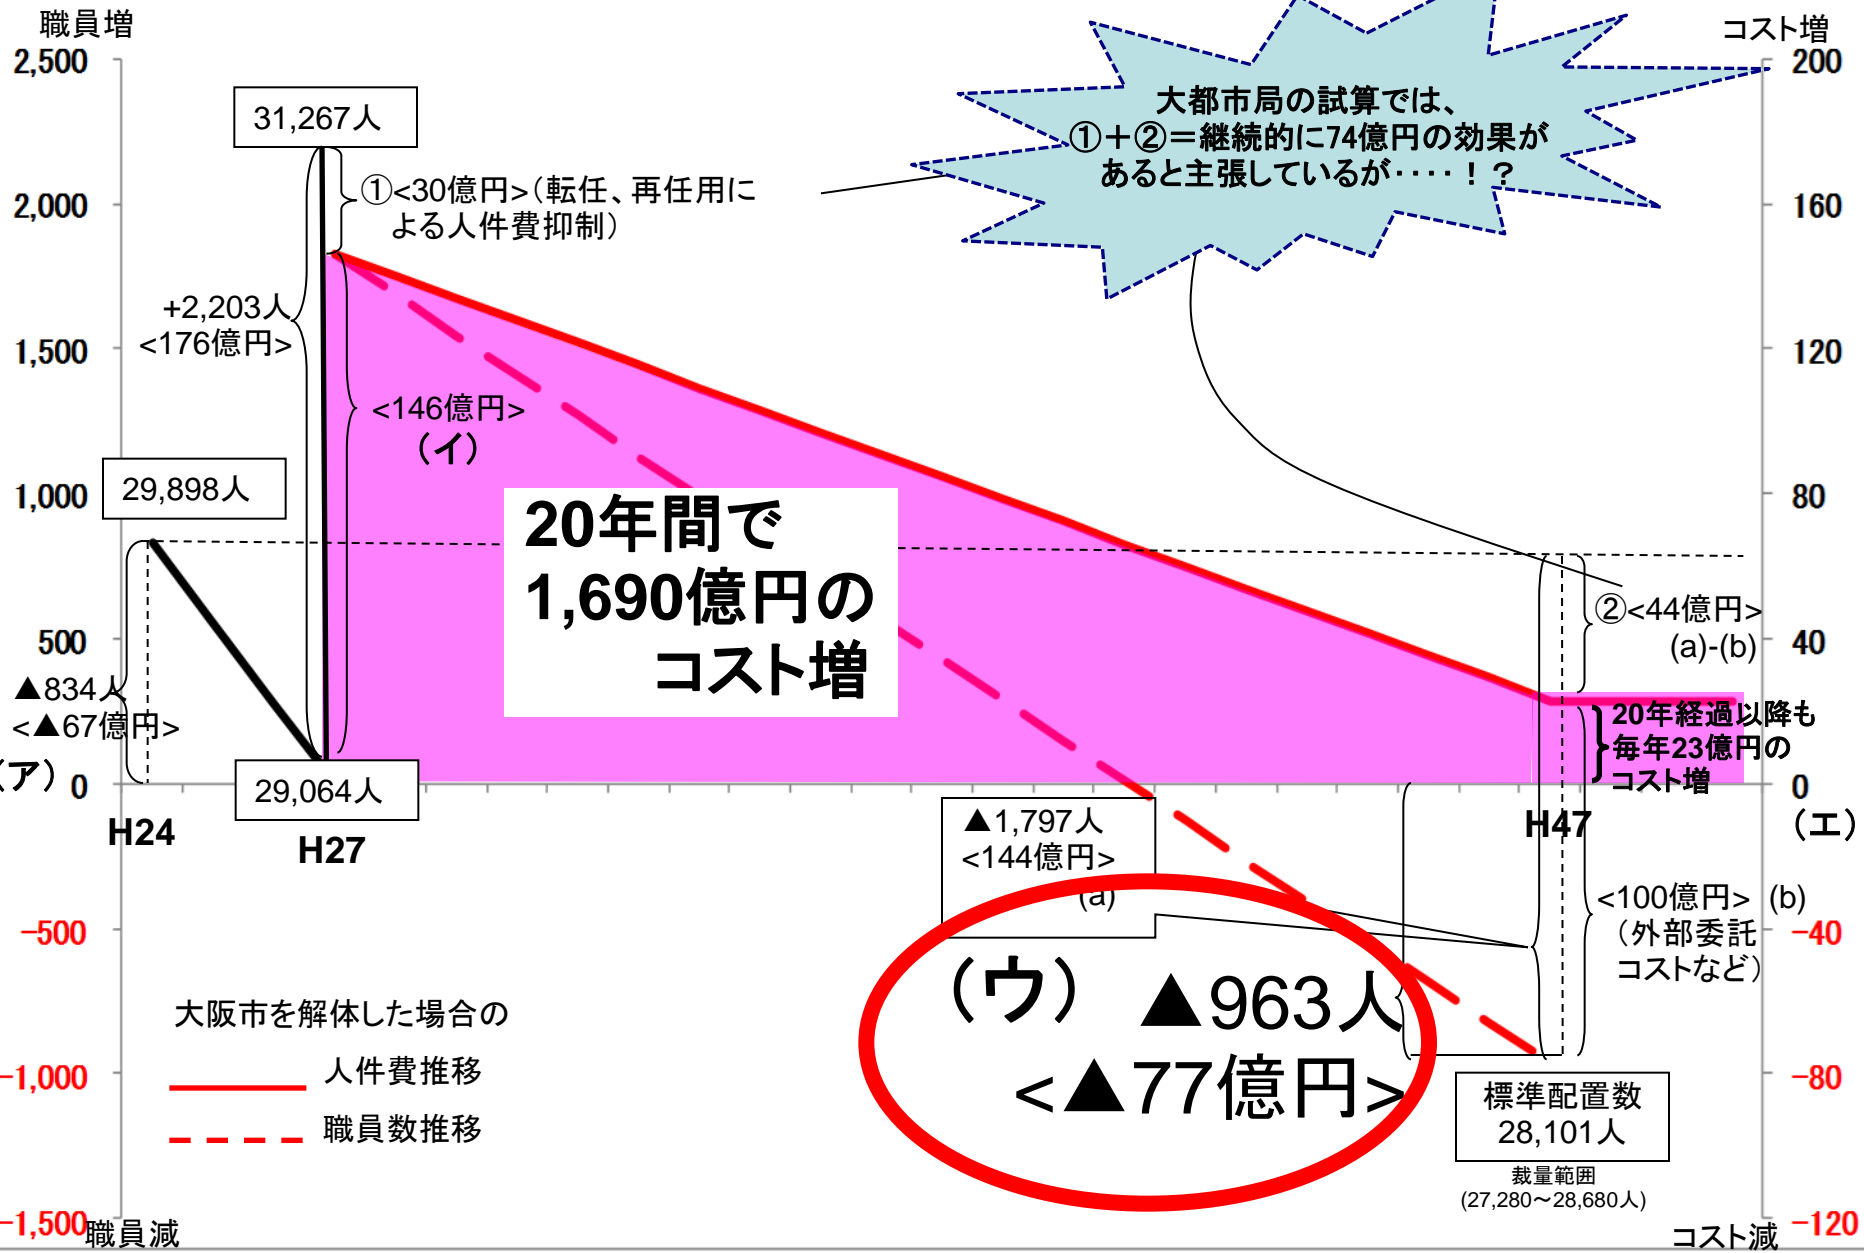 職員増
コスト増
2,500
2,000
1,500
1,000
500
0
-500
-1,000
-1,500
200
160
120
80
40
0
-40
-80
-120
大都市局の試算では、
①＋②＝継続的に74億円の効果が
あると主張しているが‥‥！？
31,267人
①<30億円>（転任、再任用に
よる人件費抑制）
+2,203人
<176億円>
<146億円>
（イ）
29,898人
20年間で
1,690億円の
コスト増
②<44億円>
(a)-(b)
▲834人
<▲67億円>
（ア）
20年経過以降も
毎年23億円の
コスト増
29,064人
H24
H27
H47
（エ）
▲1,797人
<144億円>
(a)
<100億円> (b)
（外部委託
コストなど）
（ウ） ▲963人
<▲77億円>
大阪市を解体した場合の
人件費推移
職員数推移
標準配置数
28,101人
裁量範囲
(27,280～28,680人)
職員減
コスト減